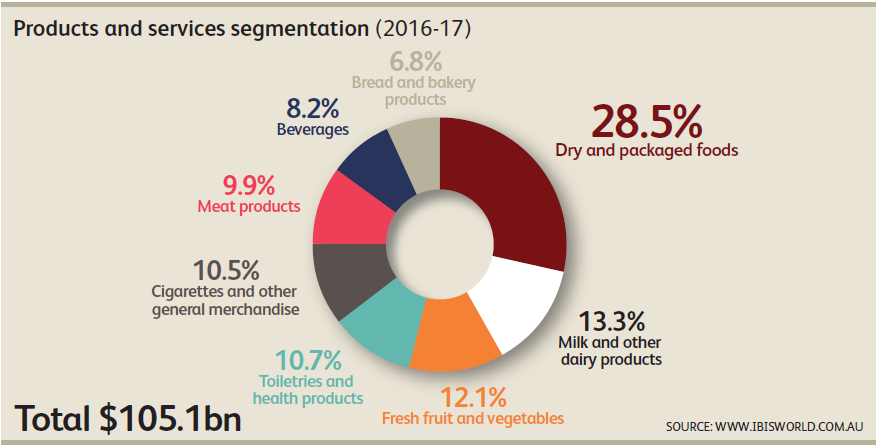 Products and services segmentation (2016-17)
6.8%
Bread and bakery
products
8.2%
Beverages
28.5%
Dry and packaged foods
9.9%
Meat products
10.5%
Cigarettes and other
general merchandise
13.3%
Milk and other
dairy products
10.7%
Toiletries and
health products
12.1%
Fresh fruit and vegetables
Total $105.1bn
SOURCE: WWW.IBISWORLD.COM.AU